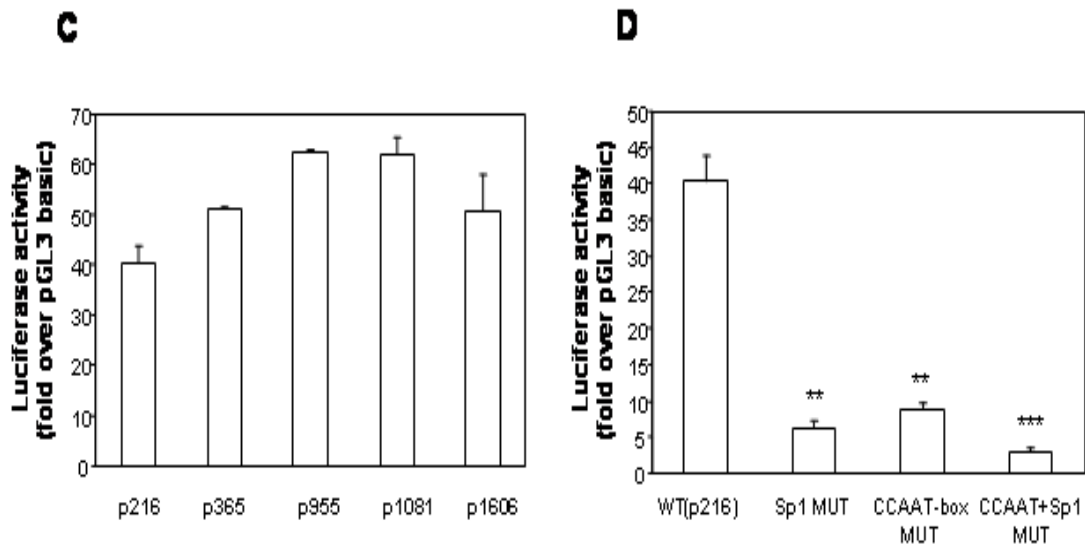 C
Luciferase activity
(fold over pGL3 basic)
70
60
50
40
30
20
10
0
p216
p365
p955
p1081
p1606
D
Luciferase activity
(fold over pGL3 basic)
50
45
40
35
30
25
20
15
10
5
0
**
**
***
WT(p216)
Sp1 MUT
CCAAT-box
MUT
CCAAT+Sp1
MUT